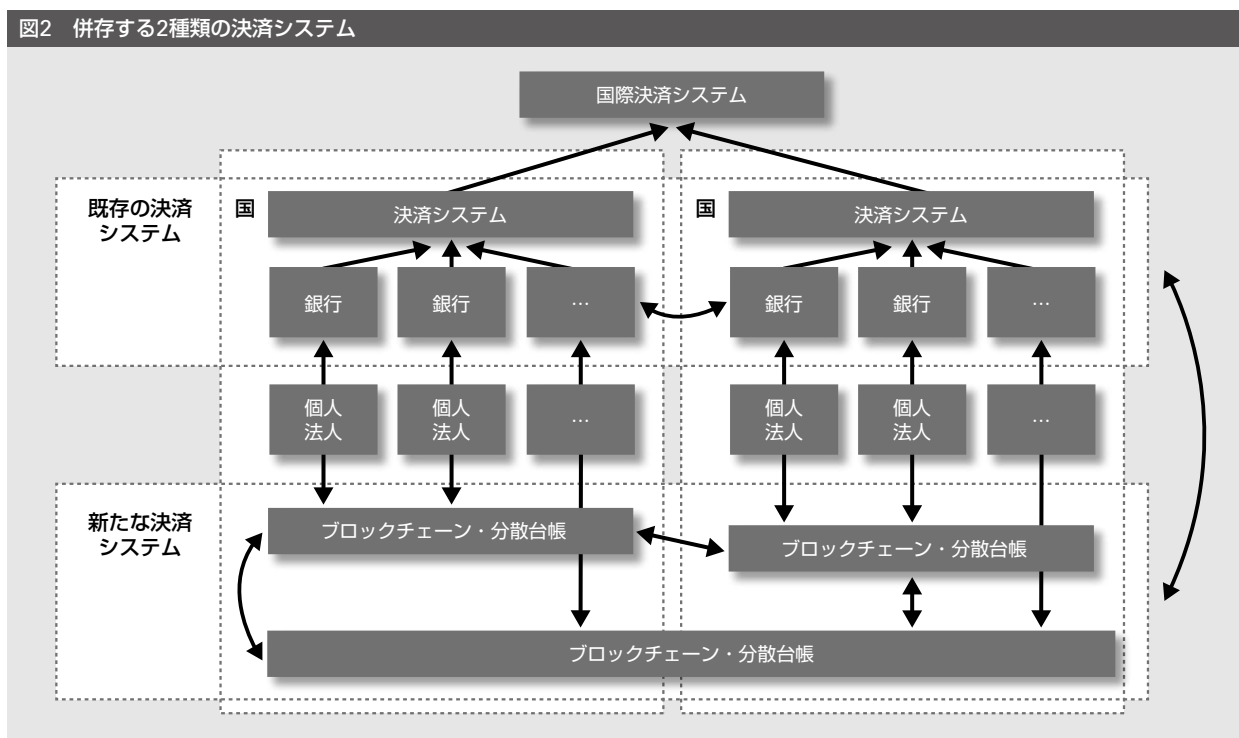 図2　併存する2種類の決済システム
国際決済システム
既存の決済
システム
国
決済システム
国
決済システム
銀行
銀行
…
銀行
銀行
…
個人
法人
個人
法人
…
個人
法人
個人
法人
…
新たな決済
システム
ブロックチェーン・分散台帳
ブロックチェーン・分散台帳
ブロックチェーン・分散台帳